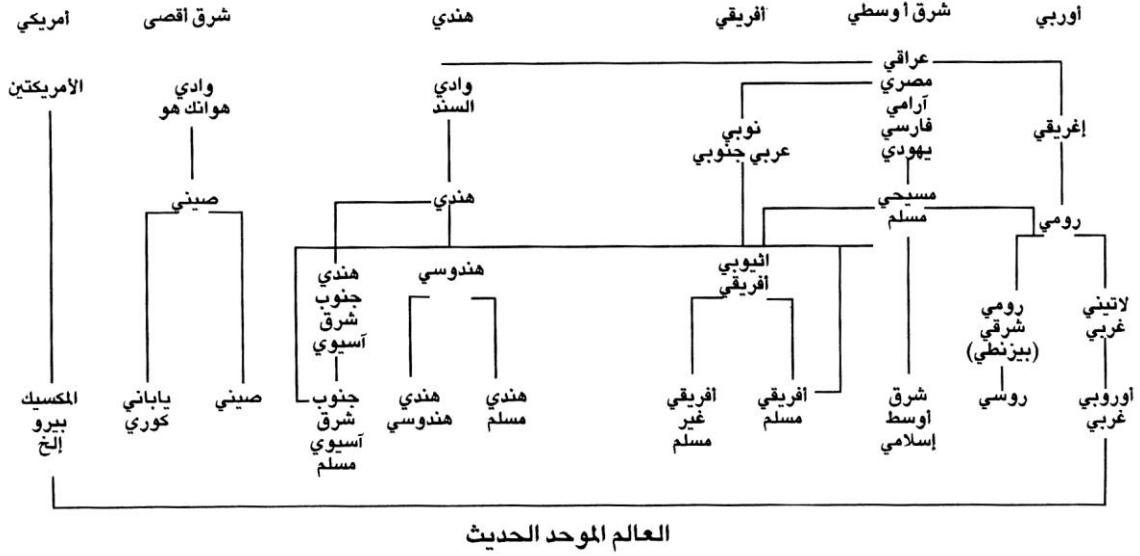 أوربي
شرق أوسطي
أفريقي
هندي
شرق أقصى
أمريكي
عراقي
مصري
آرامي
فارسي
يهودي
إغريقي
نوبي
عربي جنوبي
وادي
السند
وادي
هوانك هو
الأمريكتين
مسيحي
مسلم
رومي
هندي
صيني
اثيوبي
أفريقي
هندوسي
هندي
جنوب
شرق
آسيوي
لاتيني
غربي
رومي
شرقي
(بيزنطي)
أوروبي
غربي
روسي
شرق
أوسط
إسلامي
أفريقي
مسلم
أفريقي
غير
مسلم
هندي
مسلم
هندي
هندوسي
جنوب
شرق
آسيوي
مسلم
صيني
ياباني
كوري
المكسيك
بيرو
إلخ
العالم الموحد الحديث